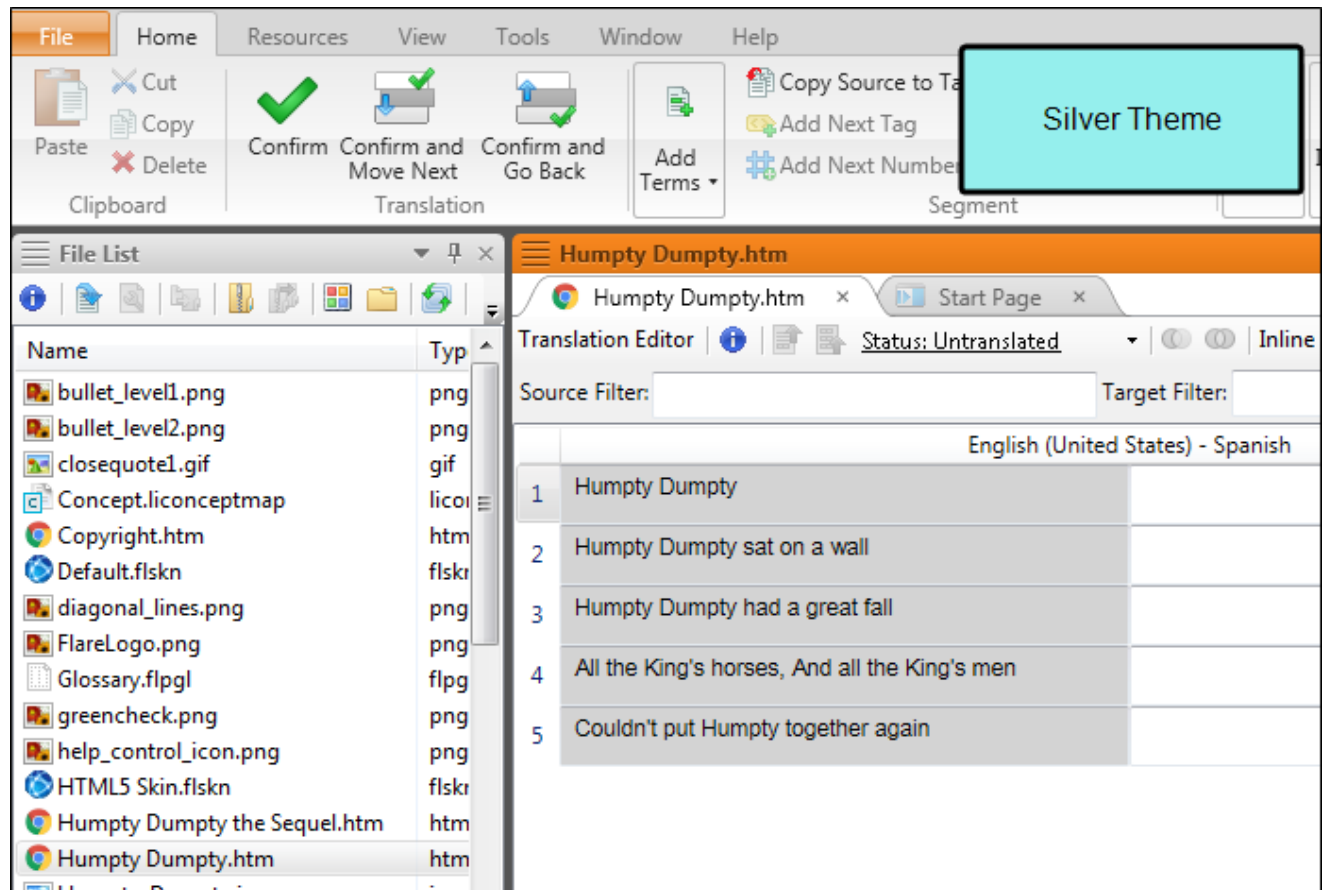 File Home Resources View Tools Window Help
Silver Theme
Paste
Cut
Copy
Delete
Clipboard
Confirm
Confirm and
Move Next
Confirm and
Go Back
Translation
Add
Terms
Copy Source to Ta
Add Next Tag
Add Next Number
Segment
File List
Name Typ
bullet_level1.png png
bullet_level2.png png
closequote1.gif gif
Concept.liconceptmap licon
Copyright.htm htm
Default.flskn flskn
diagonal_lines.png png
FlareLogo.png png
Glossary.flpgl flpg
greencheck.png png
help_control_icon.png png
HTML5 Skin.flskn flskn
Humpty Dumpty the Sequel.htm htm
Humpty Dumpty.htm htm
Humpty Dumpty.htm
Humpty Dumpty.htm Start Page
Translation Editor Status: Untranslated Inline
Source Filter: Target Filter:
English (United States) - Spanish
1 Humpty Dumpty
2 Humpty Dumpty sat on a wall
3 Humpty Dumpty had a great fall
4 All the King's horses, And all the King's men
5 Couldn't put Humpty together again